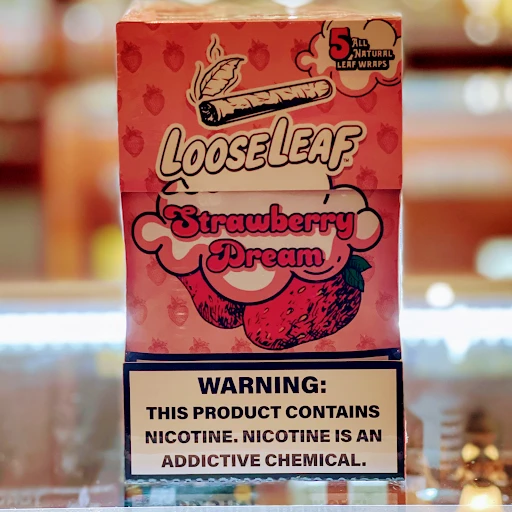 5 ALL
NATURAL
LEAF WRAPS
LOOSELEAF
Strawberry
Dream
WARNING:
THIS PRODUCT CONTAINS
NICOTINE. NICOTINE IS AN
ADDICTIVE CHEMICAL.